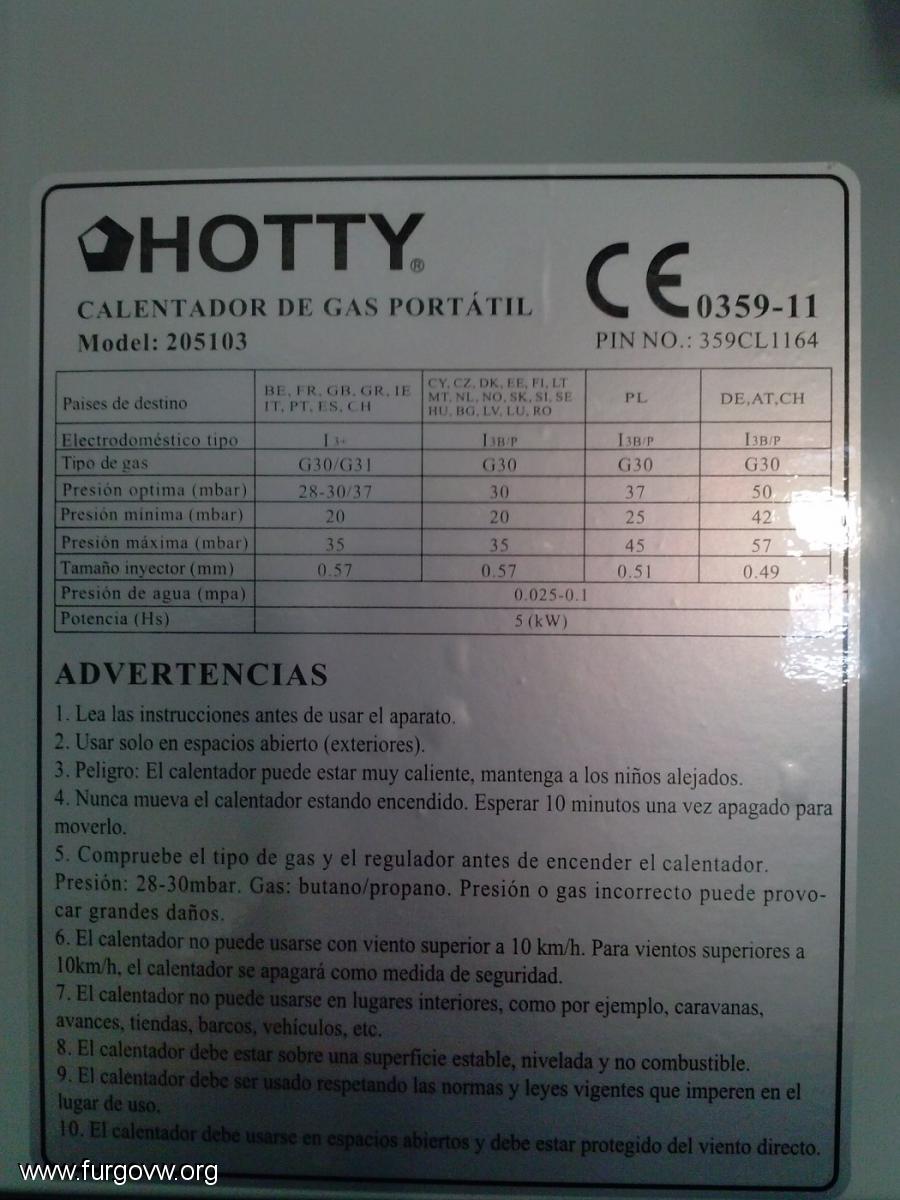 HOTTY®
CALENTADOR DE GAS PORTÁTIL
Model: 205103
CE 0359-11
PIN NO.: 359CL1164
Paises de destino | BE, FR, GB, GR, IE IT, PT, ES, CH | CY, CZ, DK, EE, FI, LT MT, NL, NO, SK, SI, SE HU, BG, LV, LU, RO | PL | DE,AT,CH
Electrodoméstico tipo | I3+ | I3B/P | I3B/P | I3B/P
Tipo de gas | G30/G31 | G30 | G30 | G30
Presión optima (mbar) | 28-30/37 | 30 | 37 | 50
Presión mínima (mbar) | 20 | 20 | 25 | 42
Presión máxima (mbar) | 35 | 35 | 45 | 57
Tamaño inyector (mm) | 0.57 | 0.57 | 0.51 | 0.49
Presión de agua (mpa) | 0.025-0.1
Potencia (Hs) | 5 (kW)
ADVERTENCIAS
1. Lea las instrucciones antes de usar el aparato.
2. Usar solo en espacios abierto (exteriores).
3. Peligro: El calentador puede estar muy caliente, mantenga a los niños alejados.
4. Nunca mueva el calentador estando encendido. Esperar 10 minutos una vez apagado para
moverlo.
5. Compruebe el tipo de gas y el regulador antes de encender el calentador.
Presión: 28-30mbar. Gas: butano/propano. Presión o gas incorrecto puede provo-
car grandes daños.
6. El calentador no puede usarse con viento superior a 10 km/h. Para vientos superiores a
10km/h, el calentador se apagará como medida de seguridad.
7. El calentador no puede usarse en lugares interiores, como por ejemplo, caravanas,
avances, tiendas, barcos, vehículos, etc.
8. El calentador debe estar sobre una superficie estable, nivelada y no combustible.
9. El calentador debe ser usado respetando las normas y leyes vigentes que imperen en el
lugar de uso.
10. El calentador debe usarse en espacios abiertos y debe estar protegido del viento directo.
www.furgovw.org